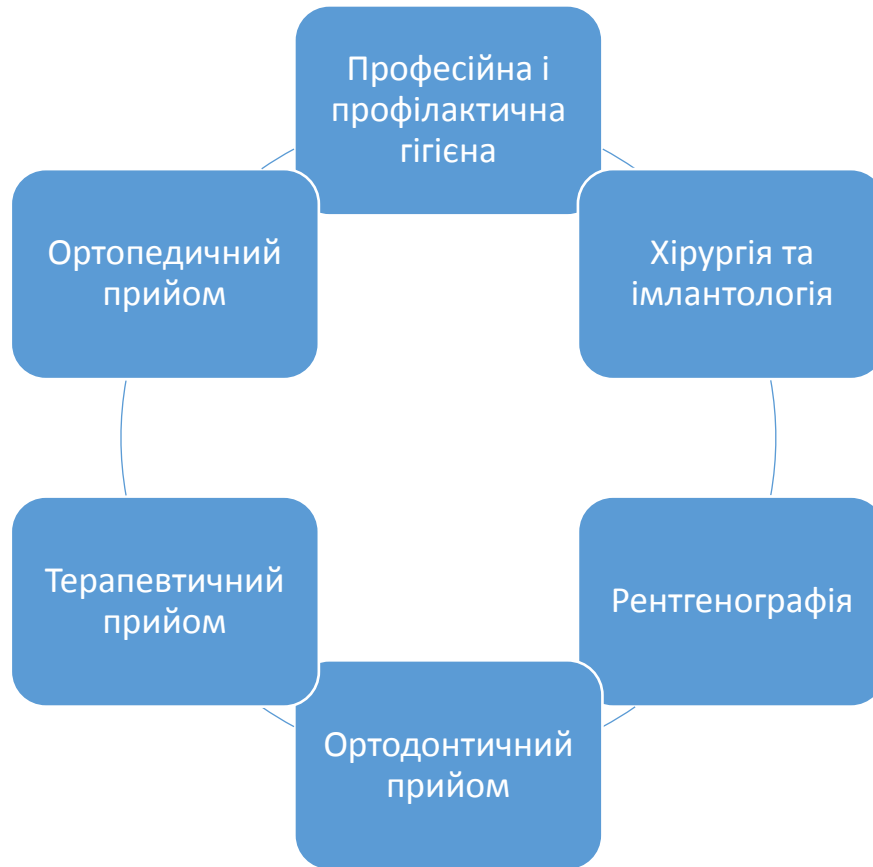 Професійна і
профілактична
гігієна
Хірургія та
імлантологія
Рентгенографія
Ортодонтичний
прийом
Терапевтичний
прийом
Ортопедичний
прийом